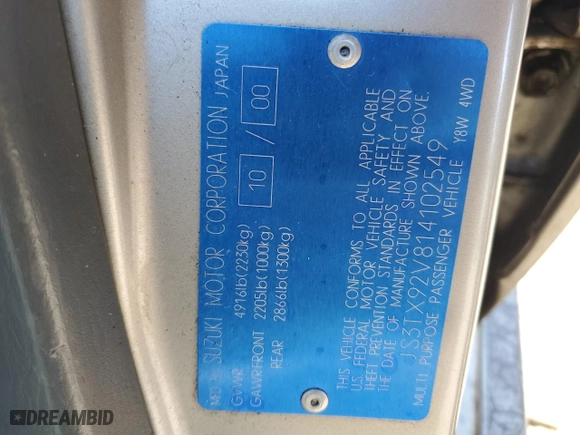 MFD. BY SUZUKI MOTOR CORPORATION JAPAN
10 / 00
GVWR 4916lb(2230kg)
GAWR:FRONT 2205lb(1000kg)
REAR 2866lb(1300kg)
THIS VEHICLE CONFORMS TO ALL APPLICABLE
U.S. FEDERAL MOTOR VEHICLE SAFETY AND
THEFT PREVENTION STANDARDS IN EFFECT ON
THE DATE OF MANUFACTURE SHOWN ABOVE.
JS3TX92V814102549
MULTI PURPOSE PASSENGER VEHICLE Y8W 4WD
DREAMBID